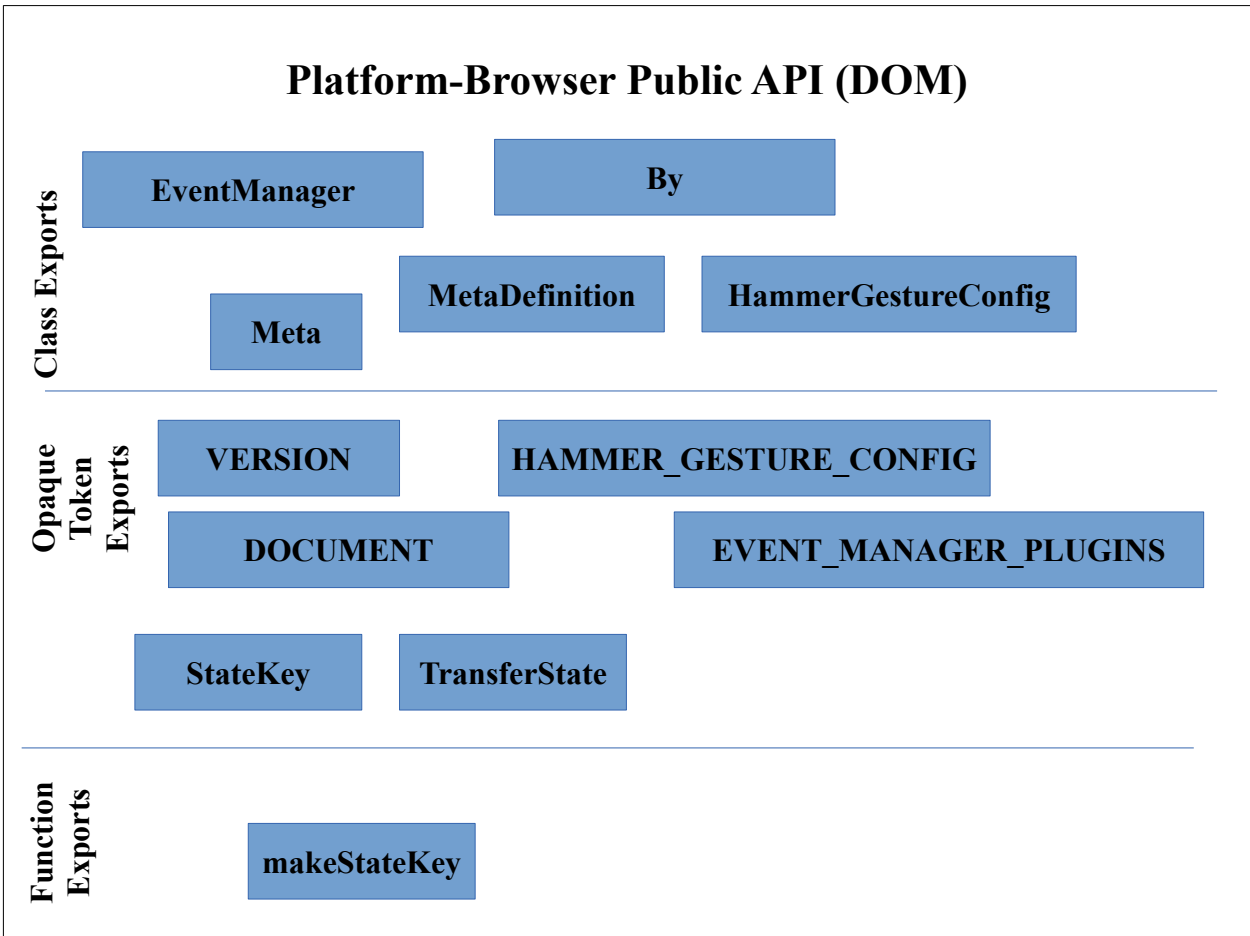 Platform-Browser Public API (DOM)
Class Exports
EventManager
By
MetaDefinition
HammerGestureConfig
Meta
Opaque
Token
Exports
VERSION
HAMMER_GESTURE_CONFIG
DOCUMENT
EVENT_MANAGER_PLUGINS
StateKey
TransferState
Function
Exports
makeStateKey